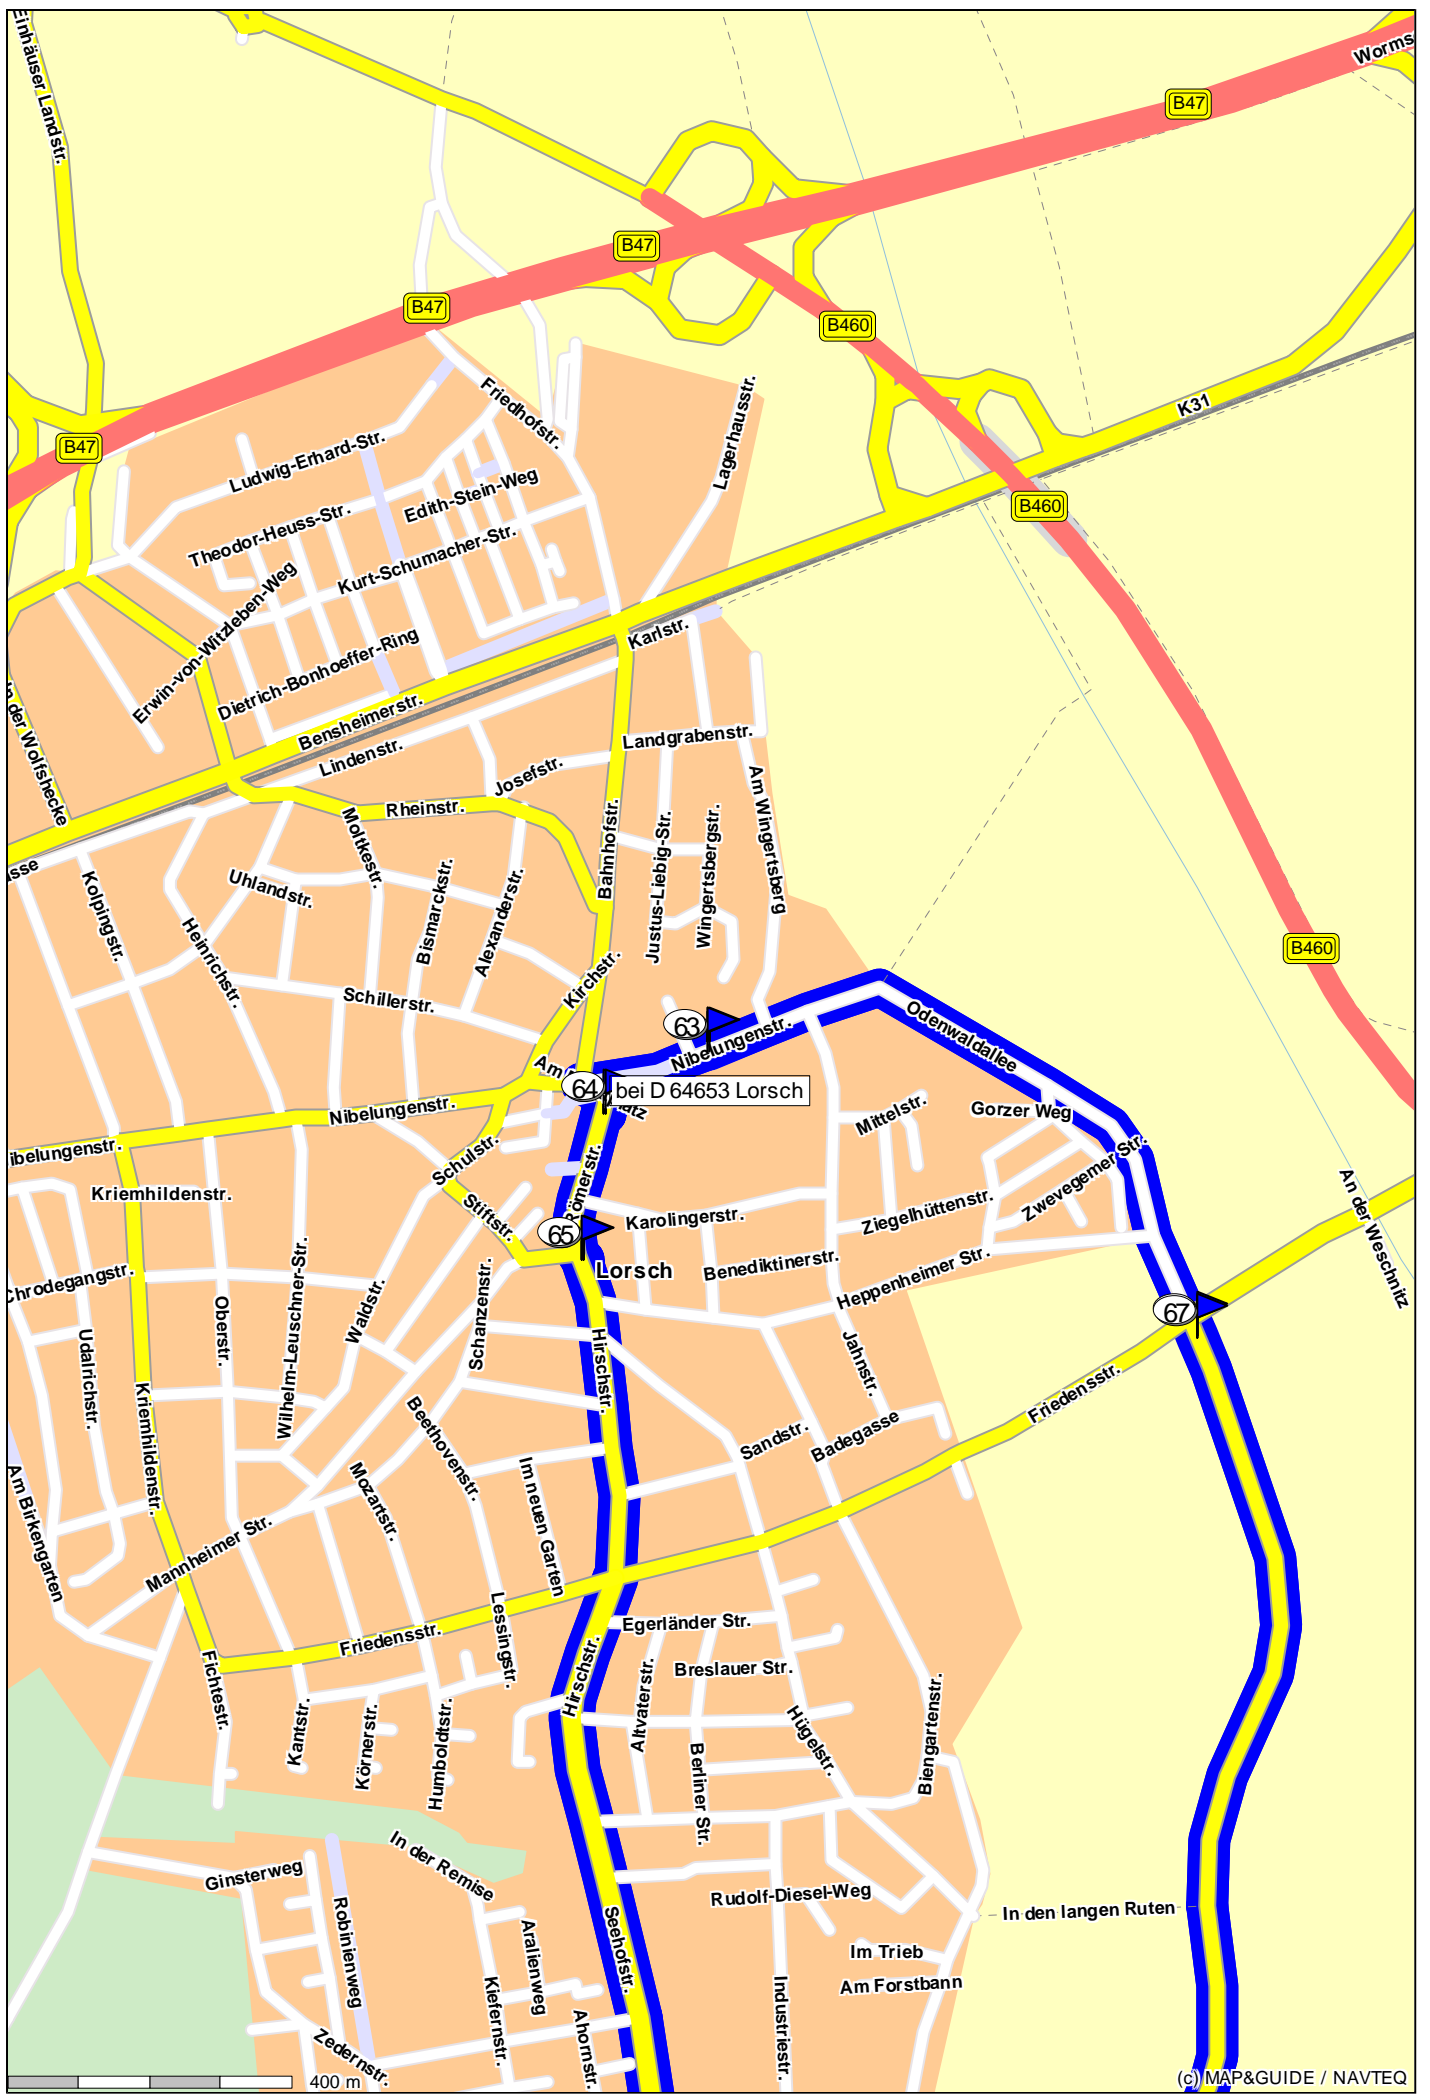 Einhäuser Landstr.
Worms
B47
B47
B47
B460
K31
B47
Friedhofstr.
Lagerhausstr.
Ludwig-Erhard-Str.
Edith-Stein-Weg
B460
Theodor-Heuss-Str.
Kurt-Schumacher-Str.
Erwin-von-Witzleben-Weg
Karlstr.
Dietrich-Bonhoeffer-Ring
In der Wolfshecke
Bensheimerstr.
Lindenstr.
Landgrabenstr.
Josefstr.
Rheinstr.
Moltkestr.
Bahnhofstr.
Am Wingertsberg
Justus-Liebig-Str.
Wingertsbergstr.
asse
Uhlandstr.
Kolpingstr.
Bismarckstr.
Alexanderstr.
Heinrichstr.
B460
Kirchstr.
Schillerstr.
63
Nibelungenstr.
Odenwaldallee
Am
64
bei D 64653 Lorsch
latz
Nibelungenstr.
Mittelstr.
Gorzer Weg
ibelungenstr.
Schulstr.
Zwevegemer Str.
Kriemhildenstr.
Römerstr.
Stiftstr.
Karolingerstr.
Ziegelhüttenstr.
An der Weschnitz
65
Lorsch
Benediktinerstr.
Chrodegangstr.
Heppenheimer Str.
Oberstr.
Wilhelm-Leuschner-Str.
Waldstr.
Schanzenstr.
67
Udalrichstr.
Hirschstr.
Jahnstr.
Friedensstr.
Kriemhildenstr.
Beethovenstr.
Sandstr.
Badegasse
Am Birkengarten
Mozartstr.
Im neuen Garten
Mannheimer Str.
Lessingstr.
Egerländer Str.
Friedensstr.
Hirschstr.
Breslauer Str.
Fichtestr.
Altvaterstr.
Kantstr.
Körnerstr.
Humboldtstr.
Hügelstr.
Biengartenstr.
Berliner Str.
In der Remise
Ginsterweg
Rudolf-Diesel-Weg
In den langen Ruten
Robinienweg
Aralienweg
Seehofstr.
Im Trieb
Am Forstbann
Kiefernstr.
Industriestr.
Ahornstr.
Zedernstr.
400 m
(c) MAP&GUIDE / NAVTEQ